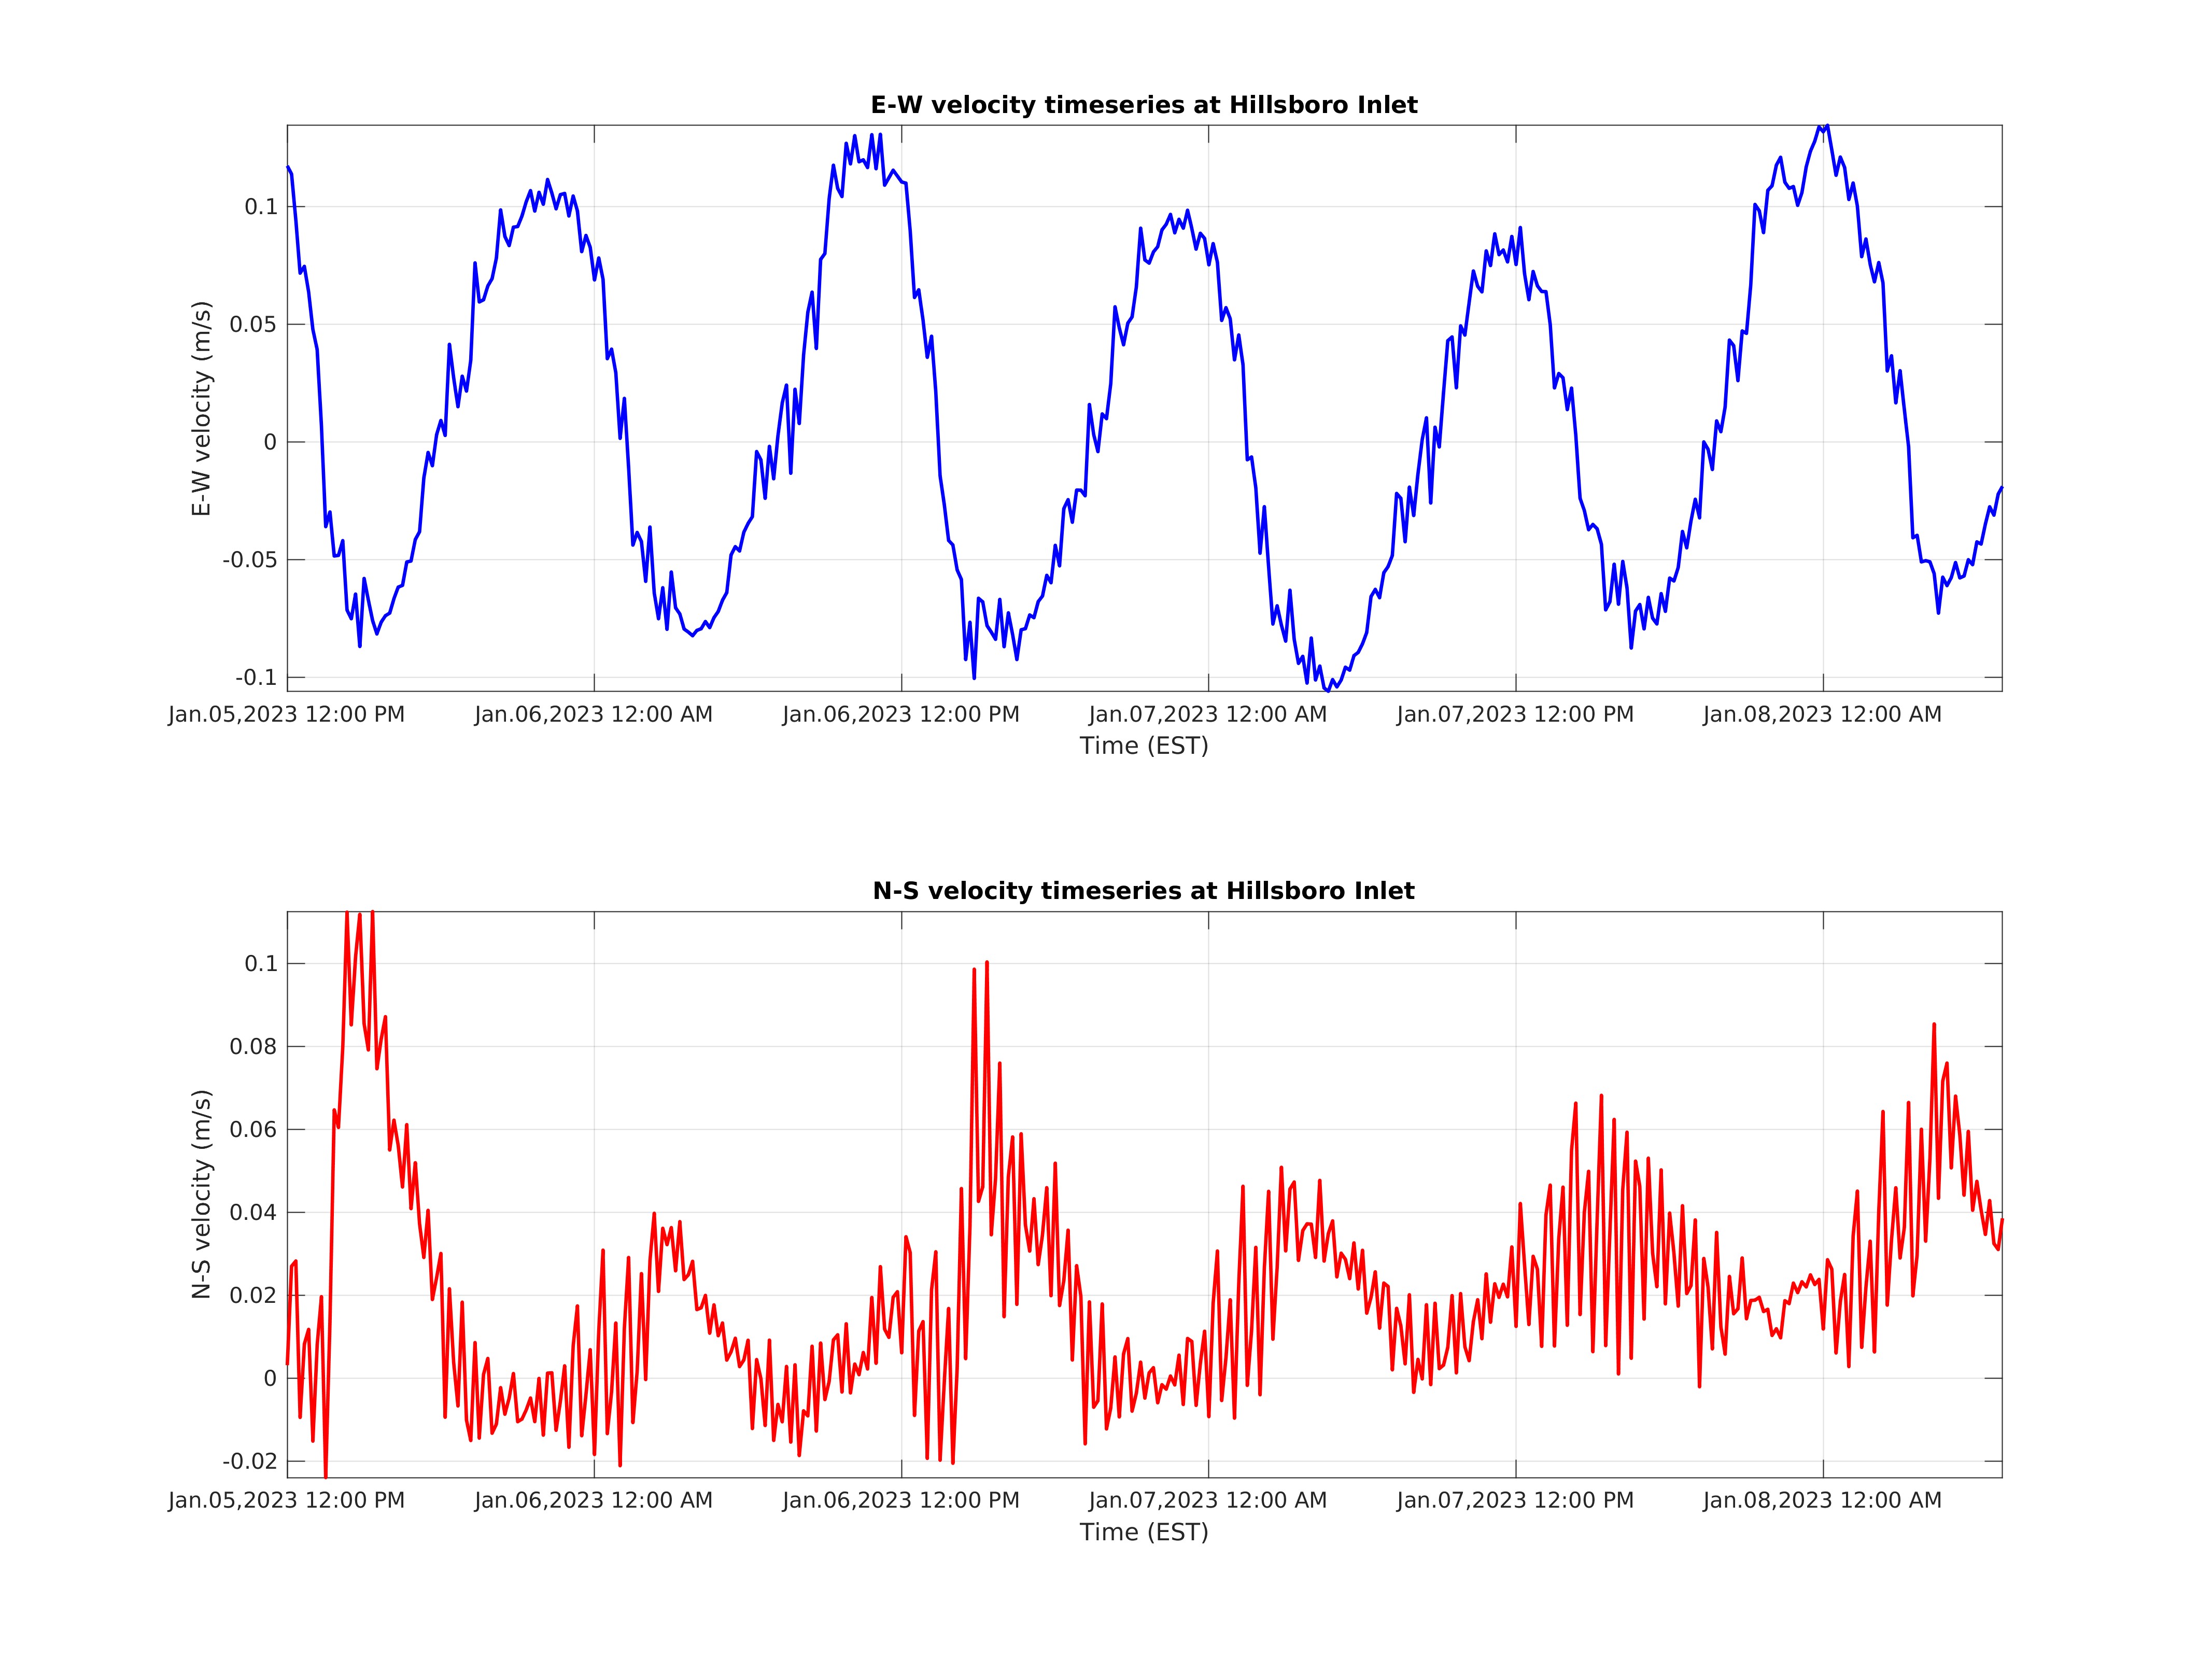 E-W velocity timeseries at Hillsboro Inlet
E-W velocity (m/s)
0.1
0.05
0
-0.05
-0.1
Jan.05,2023 12:00 PM Jan.06,2023 12:00 AM Jan.06,2023 12:00 PM Jan.07,2023 12:00 AM Jan.07,2023 12:00 PM Jan.08,2023 12:00 AM
Time (EST)
N-S velocity timeseries at Hillsboro Inlet
N-S velocity (m/s)
0.1
0.08
0.06
0.04
0.02
0
-0.02
Jan.05,2023 12:00 PM Jan.06,2023 12:00 AM Jan.06,2023 12:00 PM Jan.07,2023 12:00 AM Jan.07,2023 12:00 PM Jan.08,2023 12:00 AM
Time (EST)